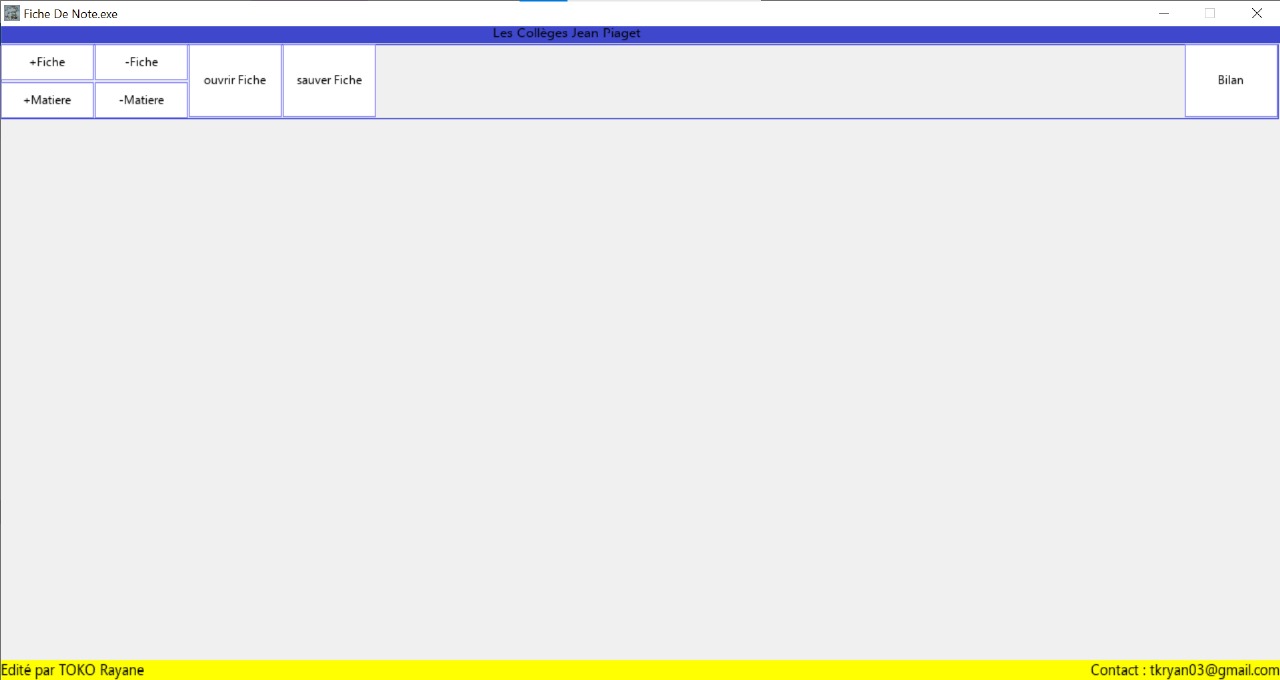 Fiche De Note.exe
Les Collèges Jean Piaget
+Fiche
-Fiche
+Matiere
-Matiere
ouvrir Fiche
sauver Fiche
Bilan
Edité par TOKO Rayane
Contact : tkryan03@gmail.com